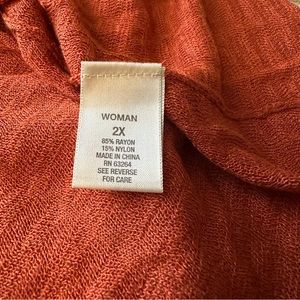 WOMAN
2X
85% RAYON
15% NYLON
MADE IN CHINA
RN 63264
SEE REVERSE
FOR CARE